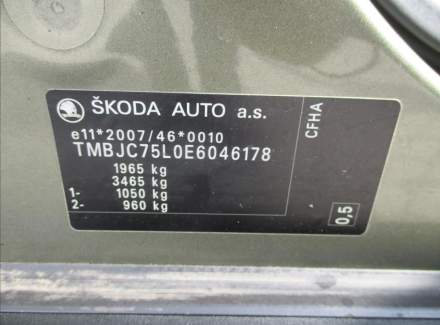 ŠKODA AUTO a.s.
e11*2007/46*0010
TMBJC75L0E6046178
1965 kg
3465 kg
1- 1050 kg
2- 960 kg
CFHA
0,5